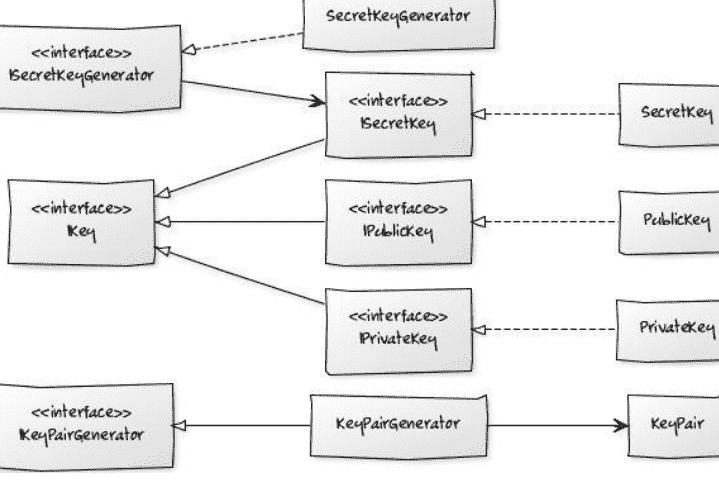 SecretKeyGenerator
<<interface>>
ISecretKeyGenerator
<<interface>>
ISecretKey
SecretKey
<<interface>>
IKey
<<interface>>
IPublicKey
PublicKey
<<interface>>
IPrivateKey
PrivateKey
<<interface>>
IKeyPairGenerator
KeyPairGenerator
KeyPair